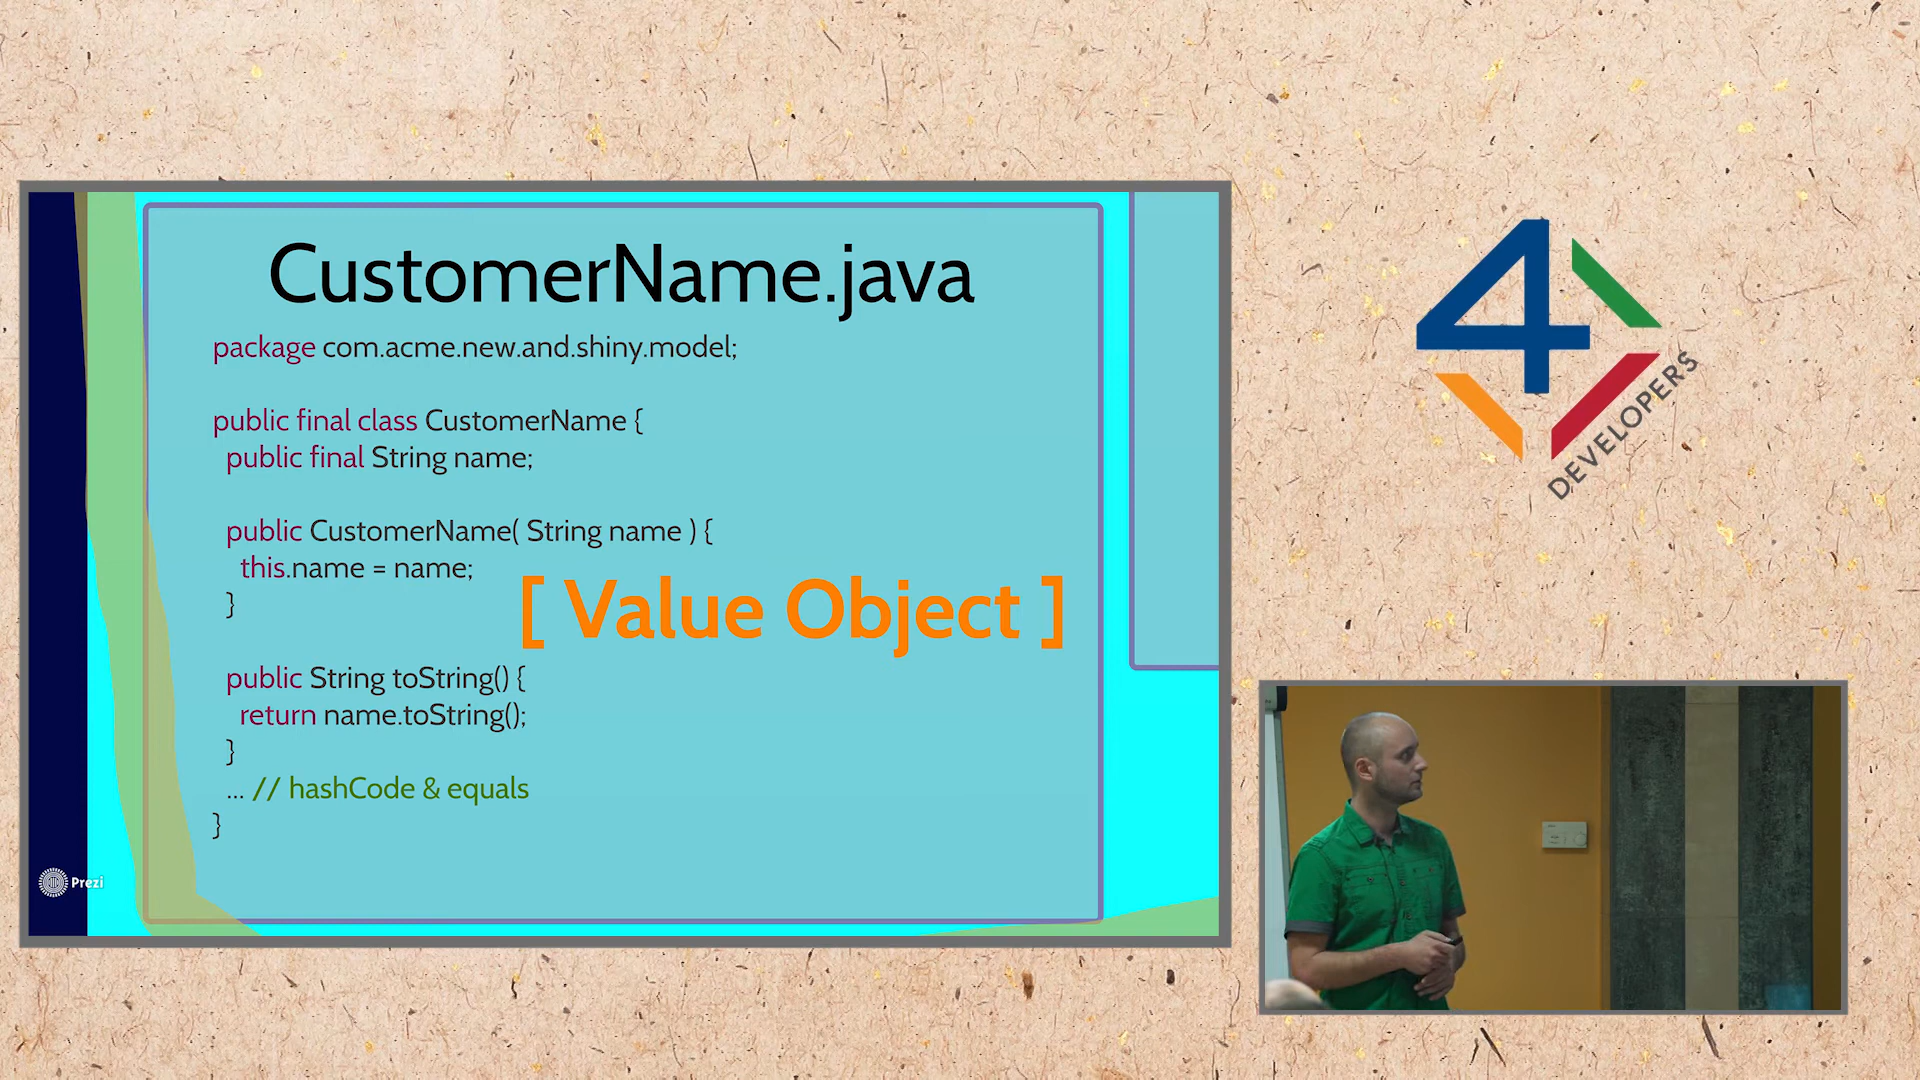 CustomerName.java
package com.acme.new.and.shiny.model;
public final class CustomerName {
public final String name;
public CustomerName( String name ) {
this.name = name;
}
[ Value Object ]
public String toString() {
return name.toString();
}
... // hashCode & equals
}
Prezi
4
DEVELOPERS